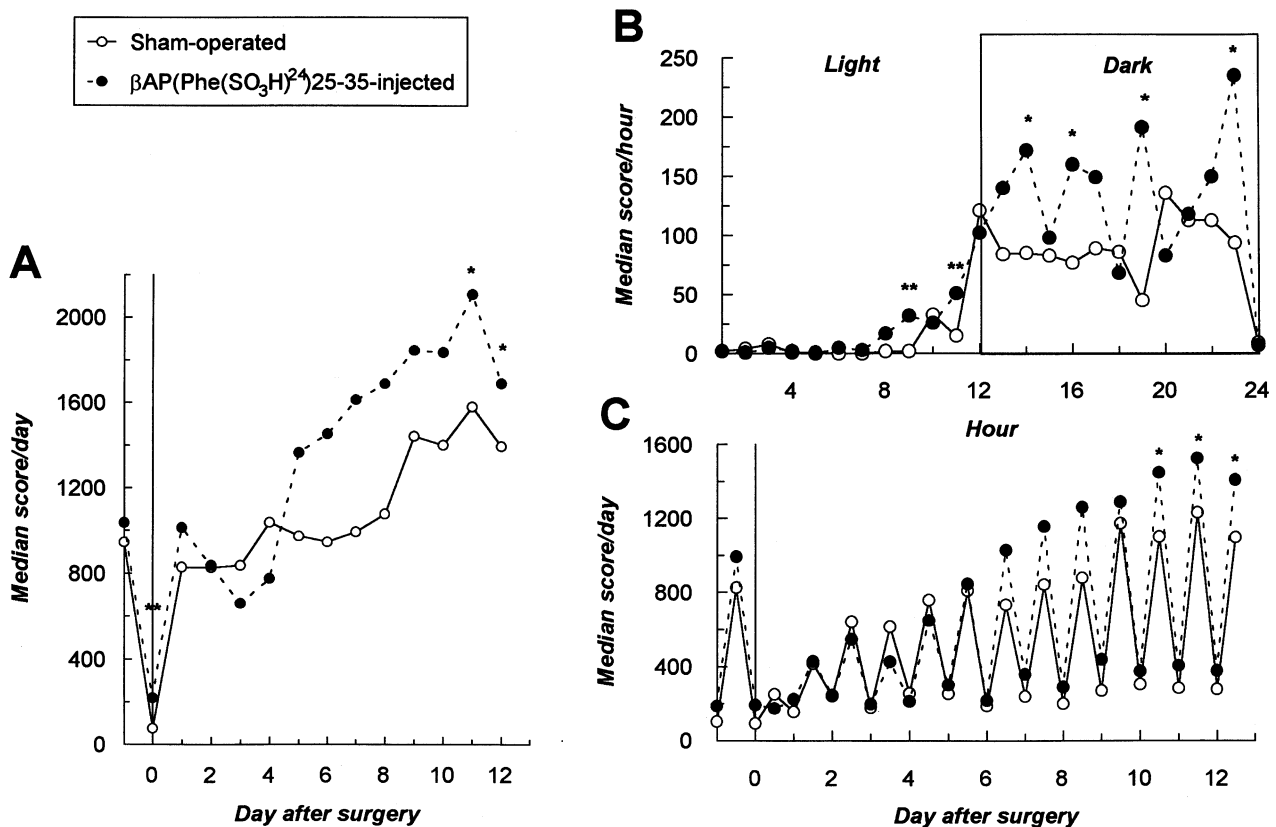 Sham-operated
βAP(Phe(SO₃H)²⁴)25-35-injected
A
Median score/day
2000
1600
1200
800
400
0
*
*
**
0 2 4 6 8 10 12
Day after surgery
B
Light
Dark
Median score/hour
250
200
150
100
50
0
**
**
*
*
*
*
4 8 12 16 20 24
Hour
C
Median score/day
1600
1200
800
400
0
*
*
*
0 2 4 6 8 10 12
Day after surgery